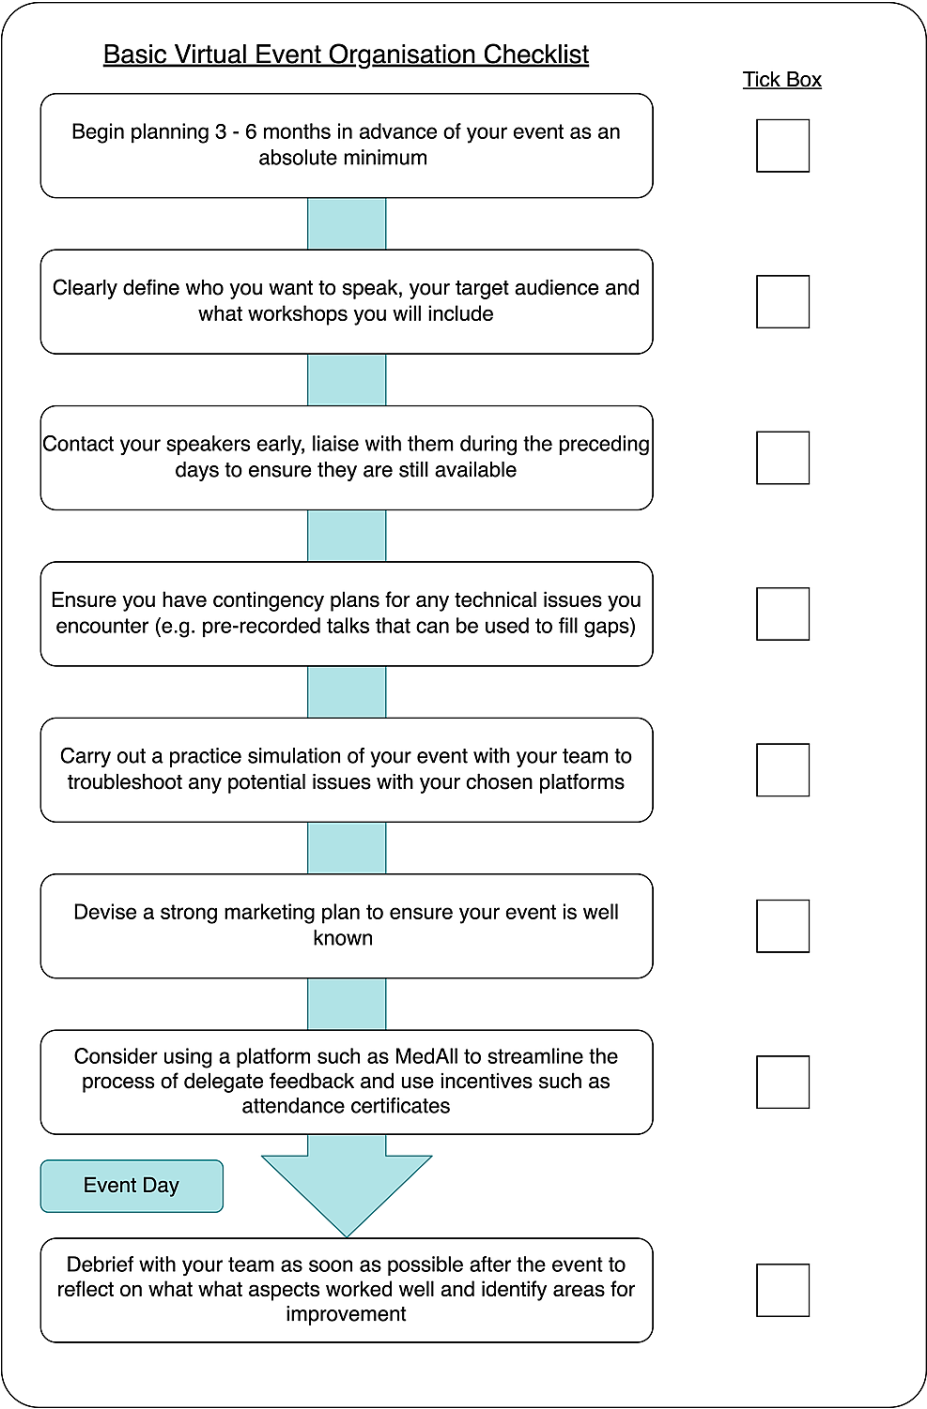 Basic Virtual Event Organisation Checklist
Tick Box
Begin planning 3 - 6 months in advance of your event as an
absolute minimum
Clearly define who you want to speak, your target audience and
what workshops you will include
Contact your speakers early, liaise with them during the preceding
days to ensure they are still available
Ensure you have contingency plans for any technical issues you
encounter (e.g. pre-recorded talks that can be used to fill gaps)
Carry out a practice simulation of your event with your team to
troubleshoot any potential issues with your chosen platforms
Devise a strong marketing plan to ensure your event is well
known
Consider using a platform such as MedAll to streamline the
process of delegate feedback and use incentives such as
attendance certificates
Event Day
Debrief with your team as soon as possible after the event to
reflect on what what aspects worked well and identify areas for
improvement